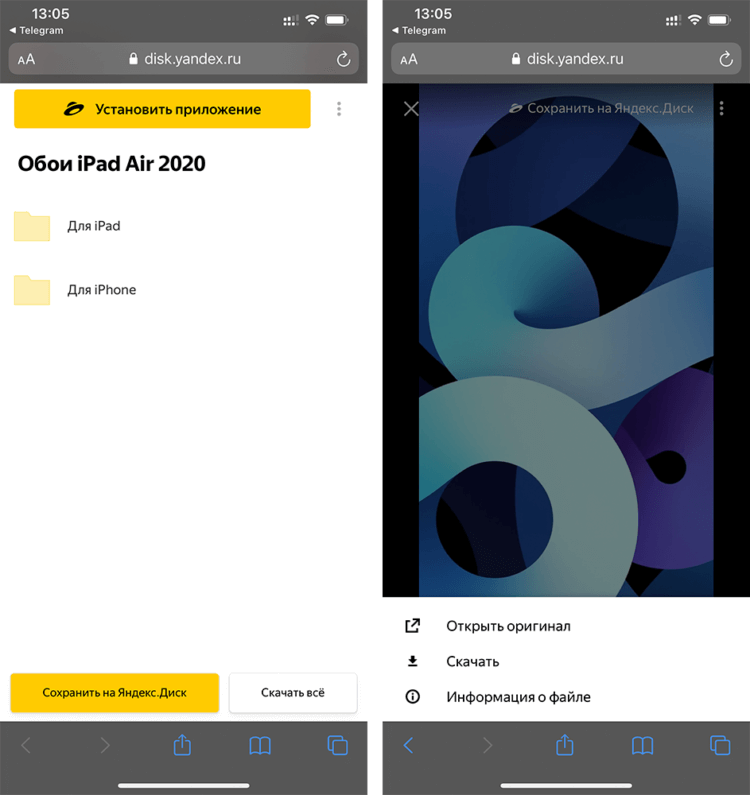 13:05
◀ Telegram
AA
disk.yandex.ru
Установить приложение
Обои iPad Air 2020
Для iPad
Для iPhone
Сохранить на Яндекс.Диск
Скачать всё
13:05
◀ Telegram
AA
disk.yandex.ru
Сохранить на Яндекс.Диск
Открыть оригинал
Скачать
Информация о файле